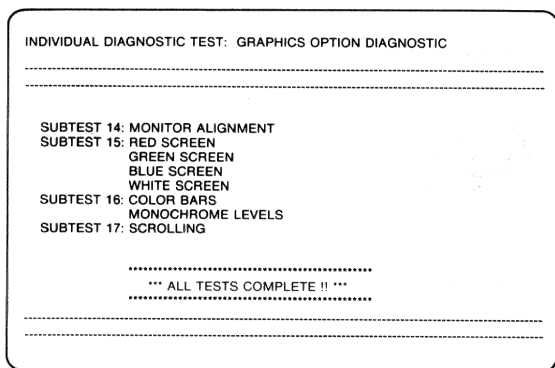 INDIVIDUAL DIAGNOSTIC TEST: GRAPHICS OPTION DIAGNOSTIC
SUBTEST 14: MONITOR ALIGNMENT
SUBTEST 15: RED SCREEN
GREEN SCREEN
BLUE SCREEN
WHITE SCREEN
SUBTEST 16: COLOR BARS
MONOCHROME LEVELS
SUBTEST 17: SCROLLING
*** ALL TESTS COMPLETE !! ***